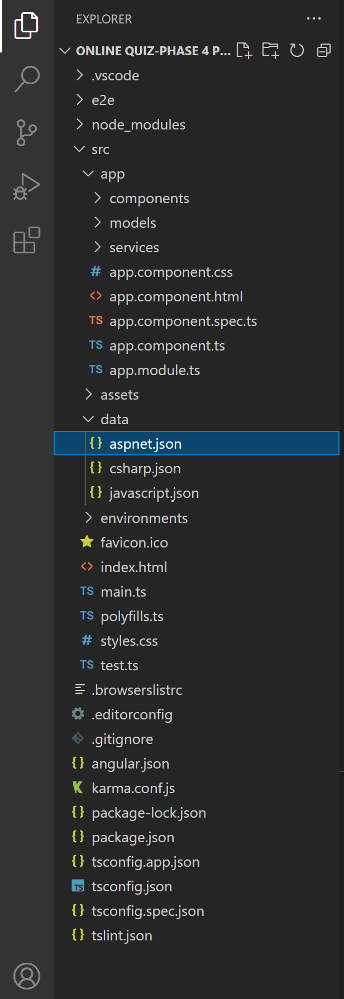 EXPLORER
ONLINE QUIZ-PHASE 4 P...
.vscode
e2e
node_modules
src
app
components
models
services
# app.component.css
<> app.component.html
TS app.component.spec.ts
TS app.component.ts
TS app.module.ts
assets
data
{} aspnet.json
{} csharp.json
{} javascript.json
environments
favicon.ico
<> index.html
TS main.ts
TS polyfills.ts
# styles.css
TS test.ts
.browserslistrc
.editorconfig
.gitignore
{} angular.json
karma.conf.js
{} package-lock.json
{} package.json
{} tsconfig.app.json
TS tsconfig.json
{} tsconfig.spec.json
{} tslint.json